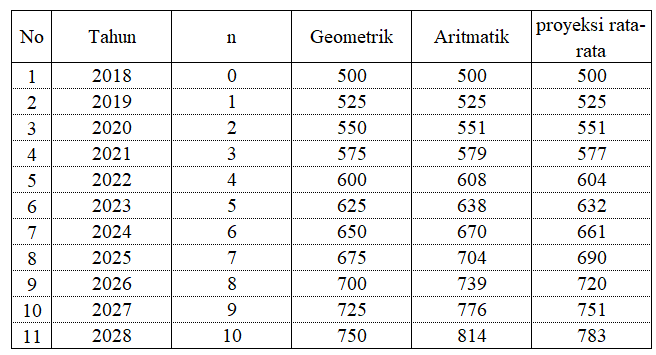 No Tahun n Geometrik Aritmatik proyeksi rata-
rata
1 2018 0 500 500 500
2 2019 1 525 525 525
3 2020 2 550 551 551
4 2021 3 575 579 577
5 2022 4 600 608 604
6 2023 5 625 638 632
7 2024 6 650 670 661
8 2025 7 675 704 690
9 2026 8 700 739 720
10 2027 9 725 776 751
11 2028 10 750 814 783